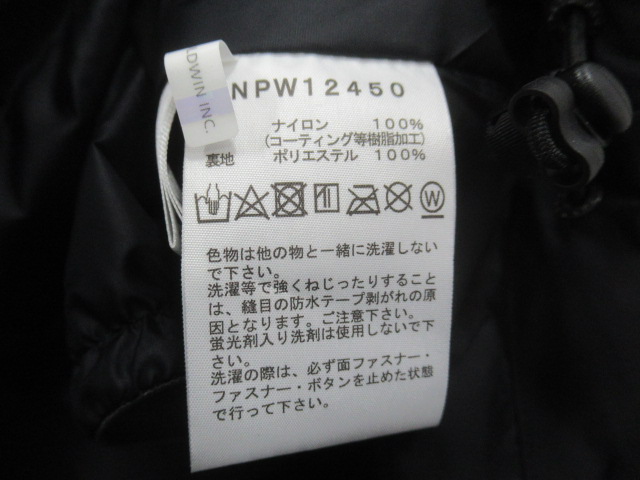 LDWIN INC.
NPW12450
ナイロン 100%
(コーティング等樹脂加工)
裏地 ポリエステル 100%
W
色物は他の物と一緒に洗濯しない
で下さい。
洗濯等で強くねじったりすること
は、縫目の防水テープ剥がれの原
因となります。ご注意下さい。
蛍光剤入り洗剤は使用しないで下
さい。
洗濯の際は、必ず面ファスナー・
ファスナー・ボタンを止めた状態
で行って下さい。